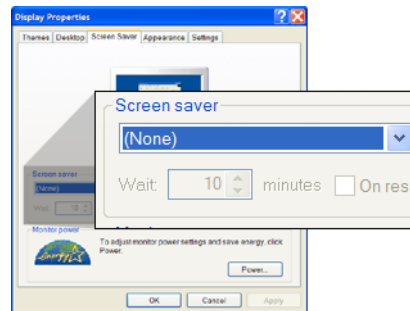 Display Properties
Themes Desktop Screen Saver Appearance Settings
Screen saver
(None)
Wait: 10 minutes On res
Screen saver
(None)
Wait: 10
Monitor power
To adjust monitor power settings and save energy, click
Power.
Power...
OK Cancel Apply